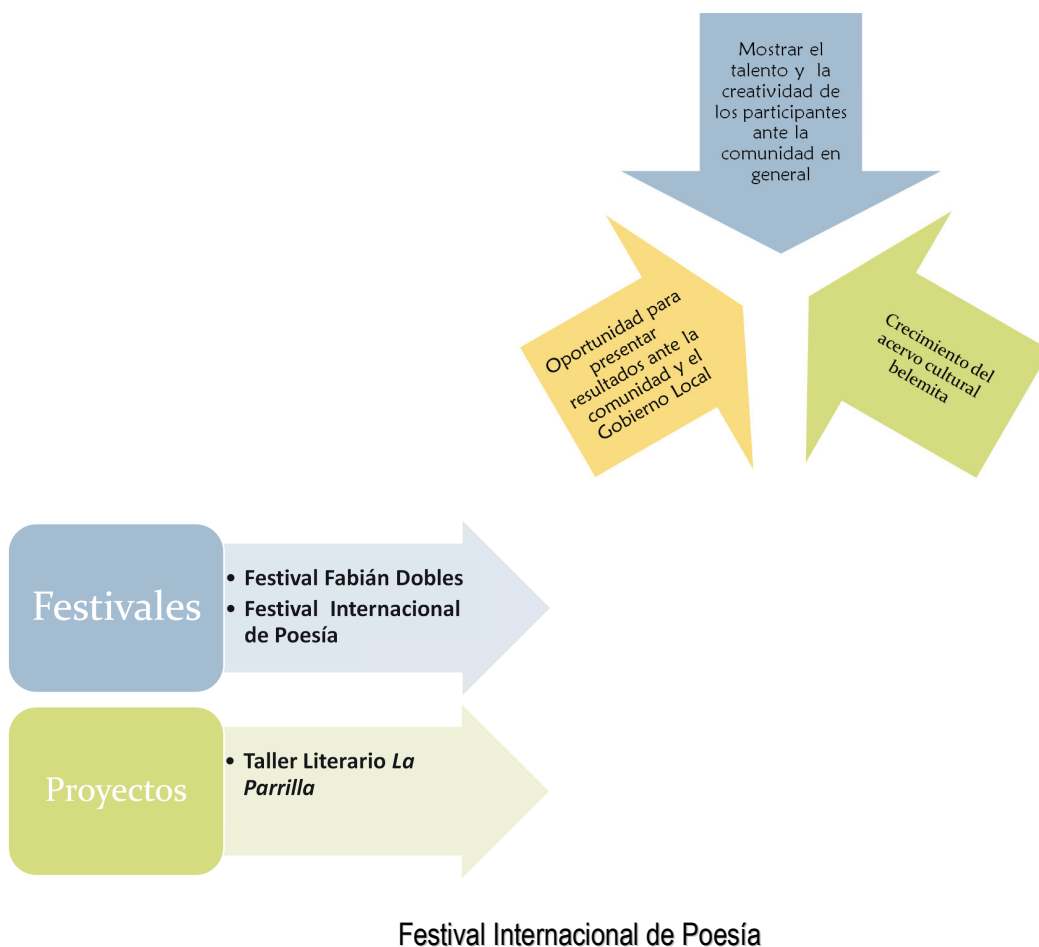 Mostrar el
talento y la
creatividad de
los participantes
ante la
comunidad en
general
Oportunidad para
presentar
resultados ante la
comunidad y el
Gobierno Local
Crecimiento del
acervo cultural
belemita
Festivales
• Festival Fabián Dobles
• Festival Internacional
de Poesía
Proyectos
• Taller Literario La
Parrilla
Festival Internacional de Poesía